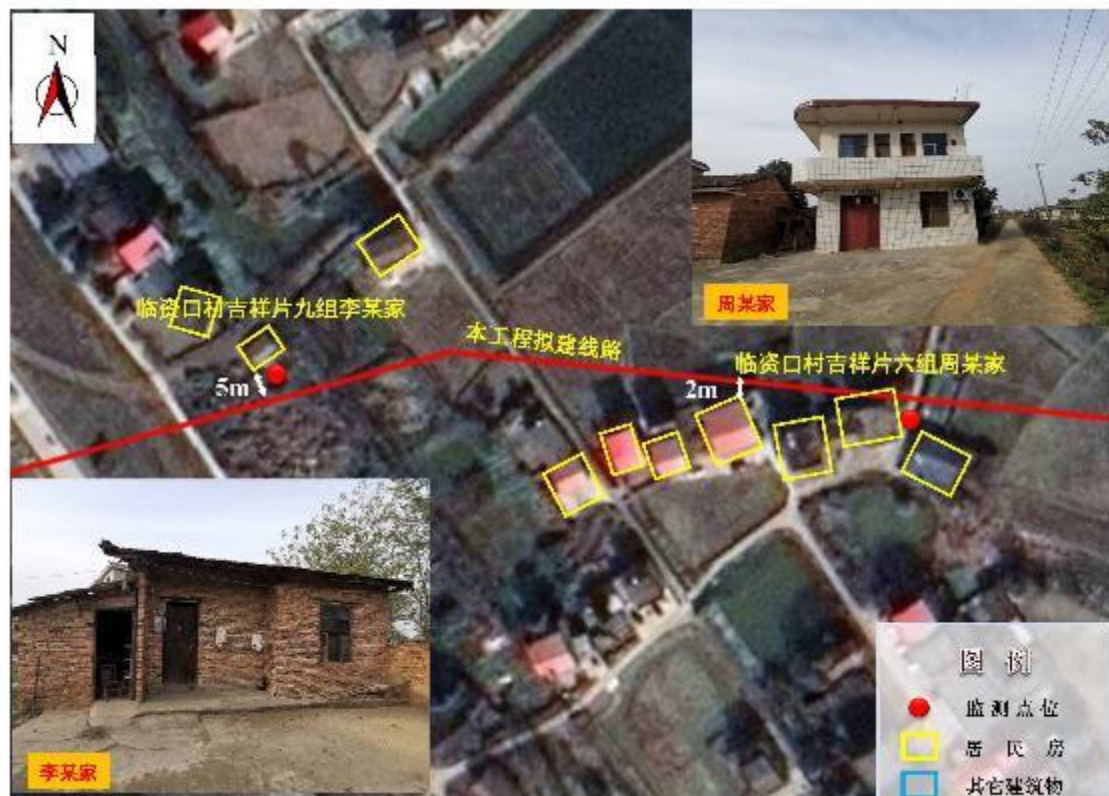 N
周某家
临资口村吉祥片九组李某家
本工程拟建线路
临资口村吉祥片六组周某家
5m
2m
李某家
图 例
监测点位
居 民 房
其它建筑物